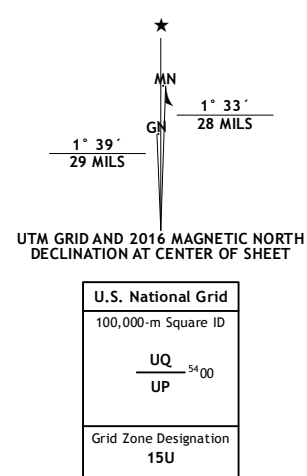 ★
MN
GN
1° 33´
28 MILS
1° 39´
29 MILS
UTM GRID AND 2016 MAGNETIC NORTH
DECLINATION AT CENTER OF SHEET
U.S. National Grid
100,000-m Square ID
UQ
5400
UP
Grid Zone Designation
15U